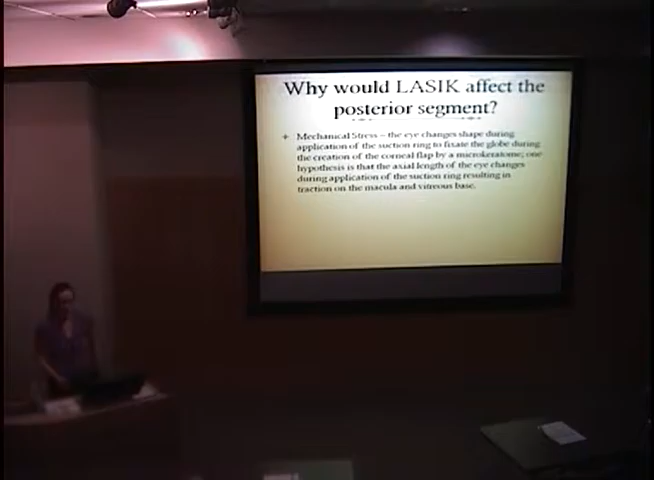 Why would LASIK affect the
posterior segment?
+ Mechanical Stress – the eye changes shape during
application of the suction ring to fixate the globe during
the creation of the corneal flap by a microkeratome; one
hypothesis is that the axial length of the eye changes
during application of the suction ring resulting in
traction on the macula and vitreous base.